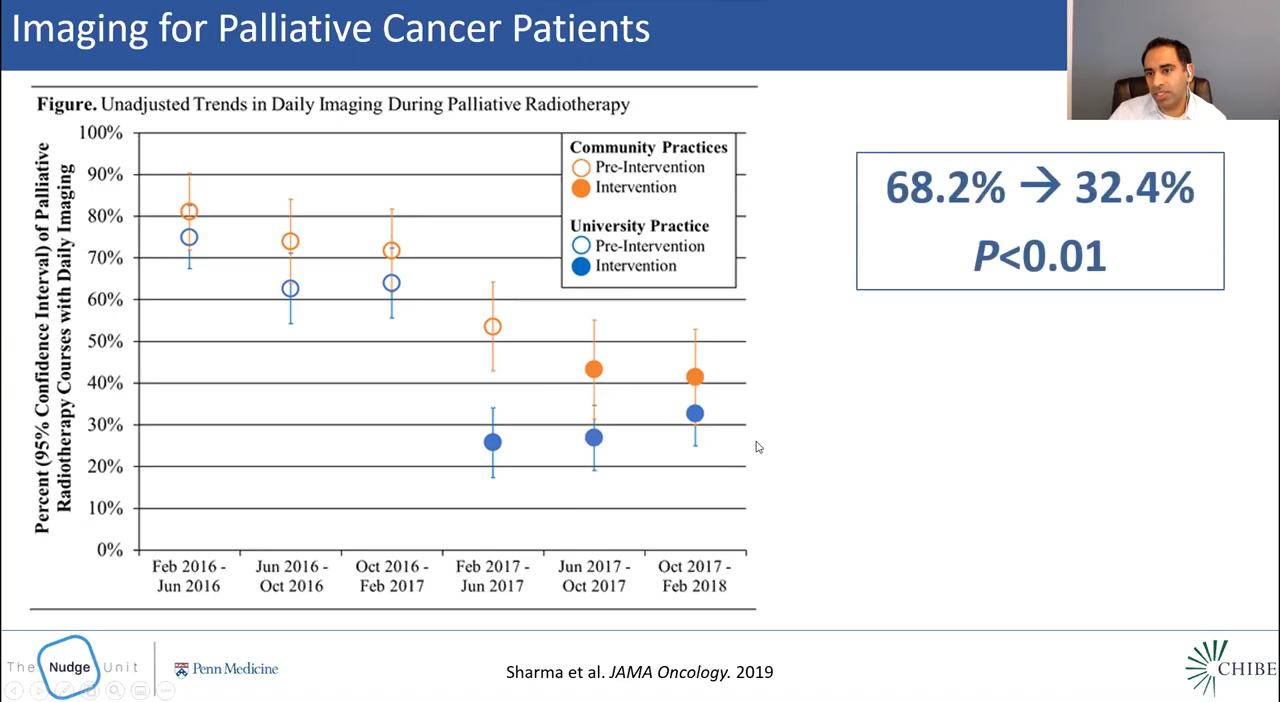 Imaging for Palliative Cancer Patients
Figure. Unadjusted Trends in Daily Imaging During Palliative Radiotherapy
Percent (95% Confidence Interval) of Palliative
Radiotherapy Courses with Daily Imaging
100%
90%
80%
70%
60%
50%
40%
30%
20%
10%
0%
Community Practices
Pre-Intervention
Intervention
University Practice
Pre-Intervention
Intervention
Feb 2016 -
Jun 2016
Jun 2016 -
Oct 2016
Oct 2016 -
Feb 2017
Feb 2017 -
Jun 2017
Jun 2017 -
Oct 2017
Oct 2017 -
Feb 2018
68.2% → 32.4%
P<0.01
The Nudge Unit
Penn Medicine
Sharma et al. JAMA Oncology. 2019
CHIBE